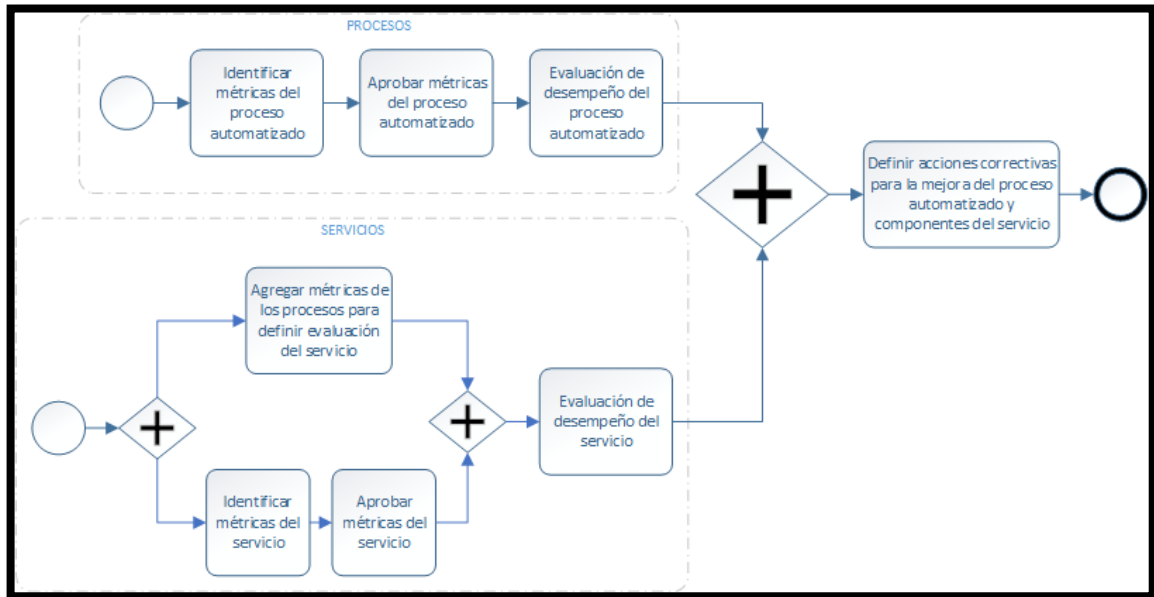 PROCESOS
Identificar
métricas del
proceso
automatizado
Aprobar métricas
del proceso
automatizado
Evaluación de
desempeño del
proceso
automatizado
Definir acciones correctivas
para la mejora del proceso
automatizado y
componentes del servicio
SERVICIOS
Agregar métricas de
los procesos para
definir evaluación
del servicio
Identificar
métricas del
servicio
Aprobar
métricas del
servicio
Evaluación de
desempeño del
servicio